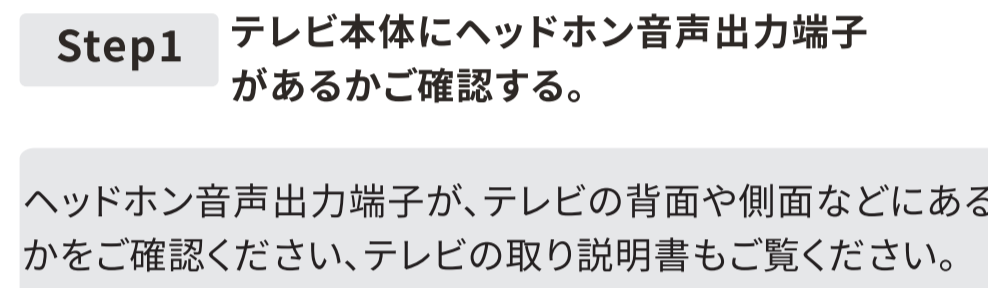 Step1
テレビ本体にヘッドホン音声出力端子
があるかご確認する。
ヘッドホン音声出力端子が、テレビの背面や側面などにある
かをご確認ください、テレビの取り説明書もご覧ください。